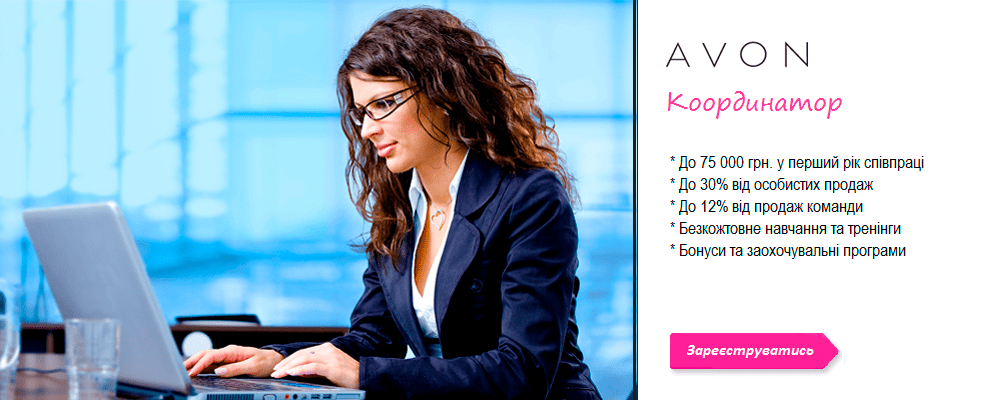 AVON
Координатор
* До 75 000 грн. у перший рік співпраці
* До 30% від особистих продаж
* До 12% від продаж команди
* Безкожтовне навчання та тренінги
* Бонуси та заохочувальні програми
Зареєструватись